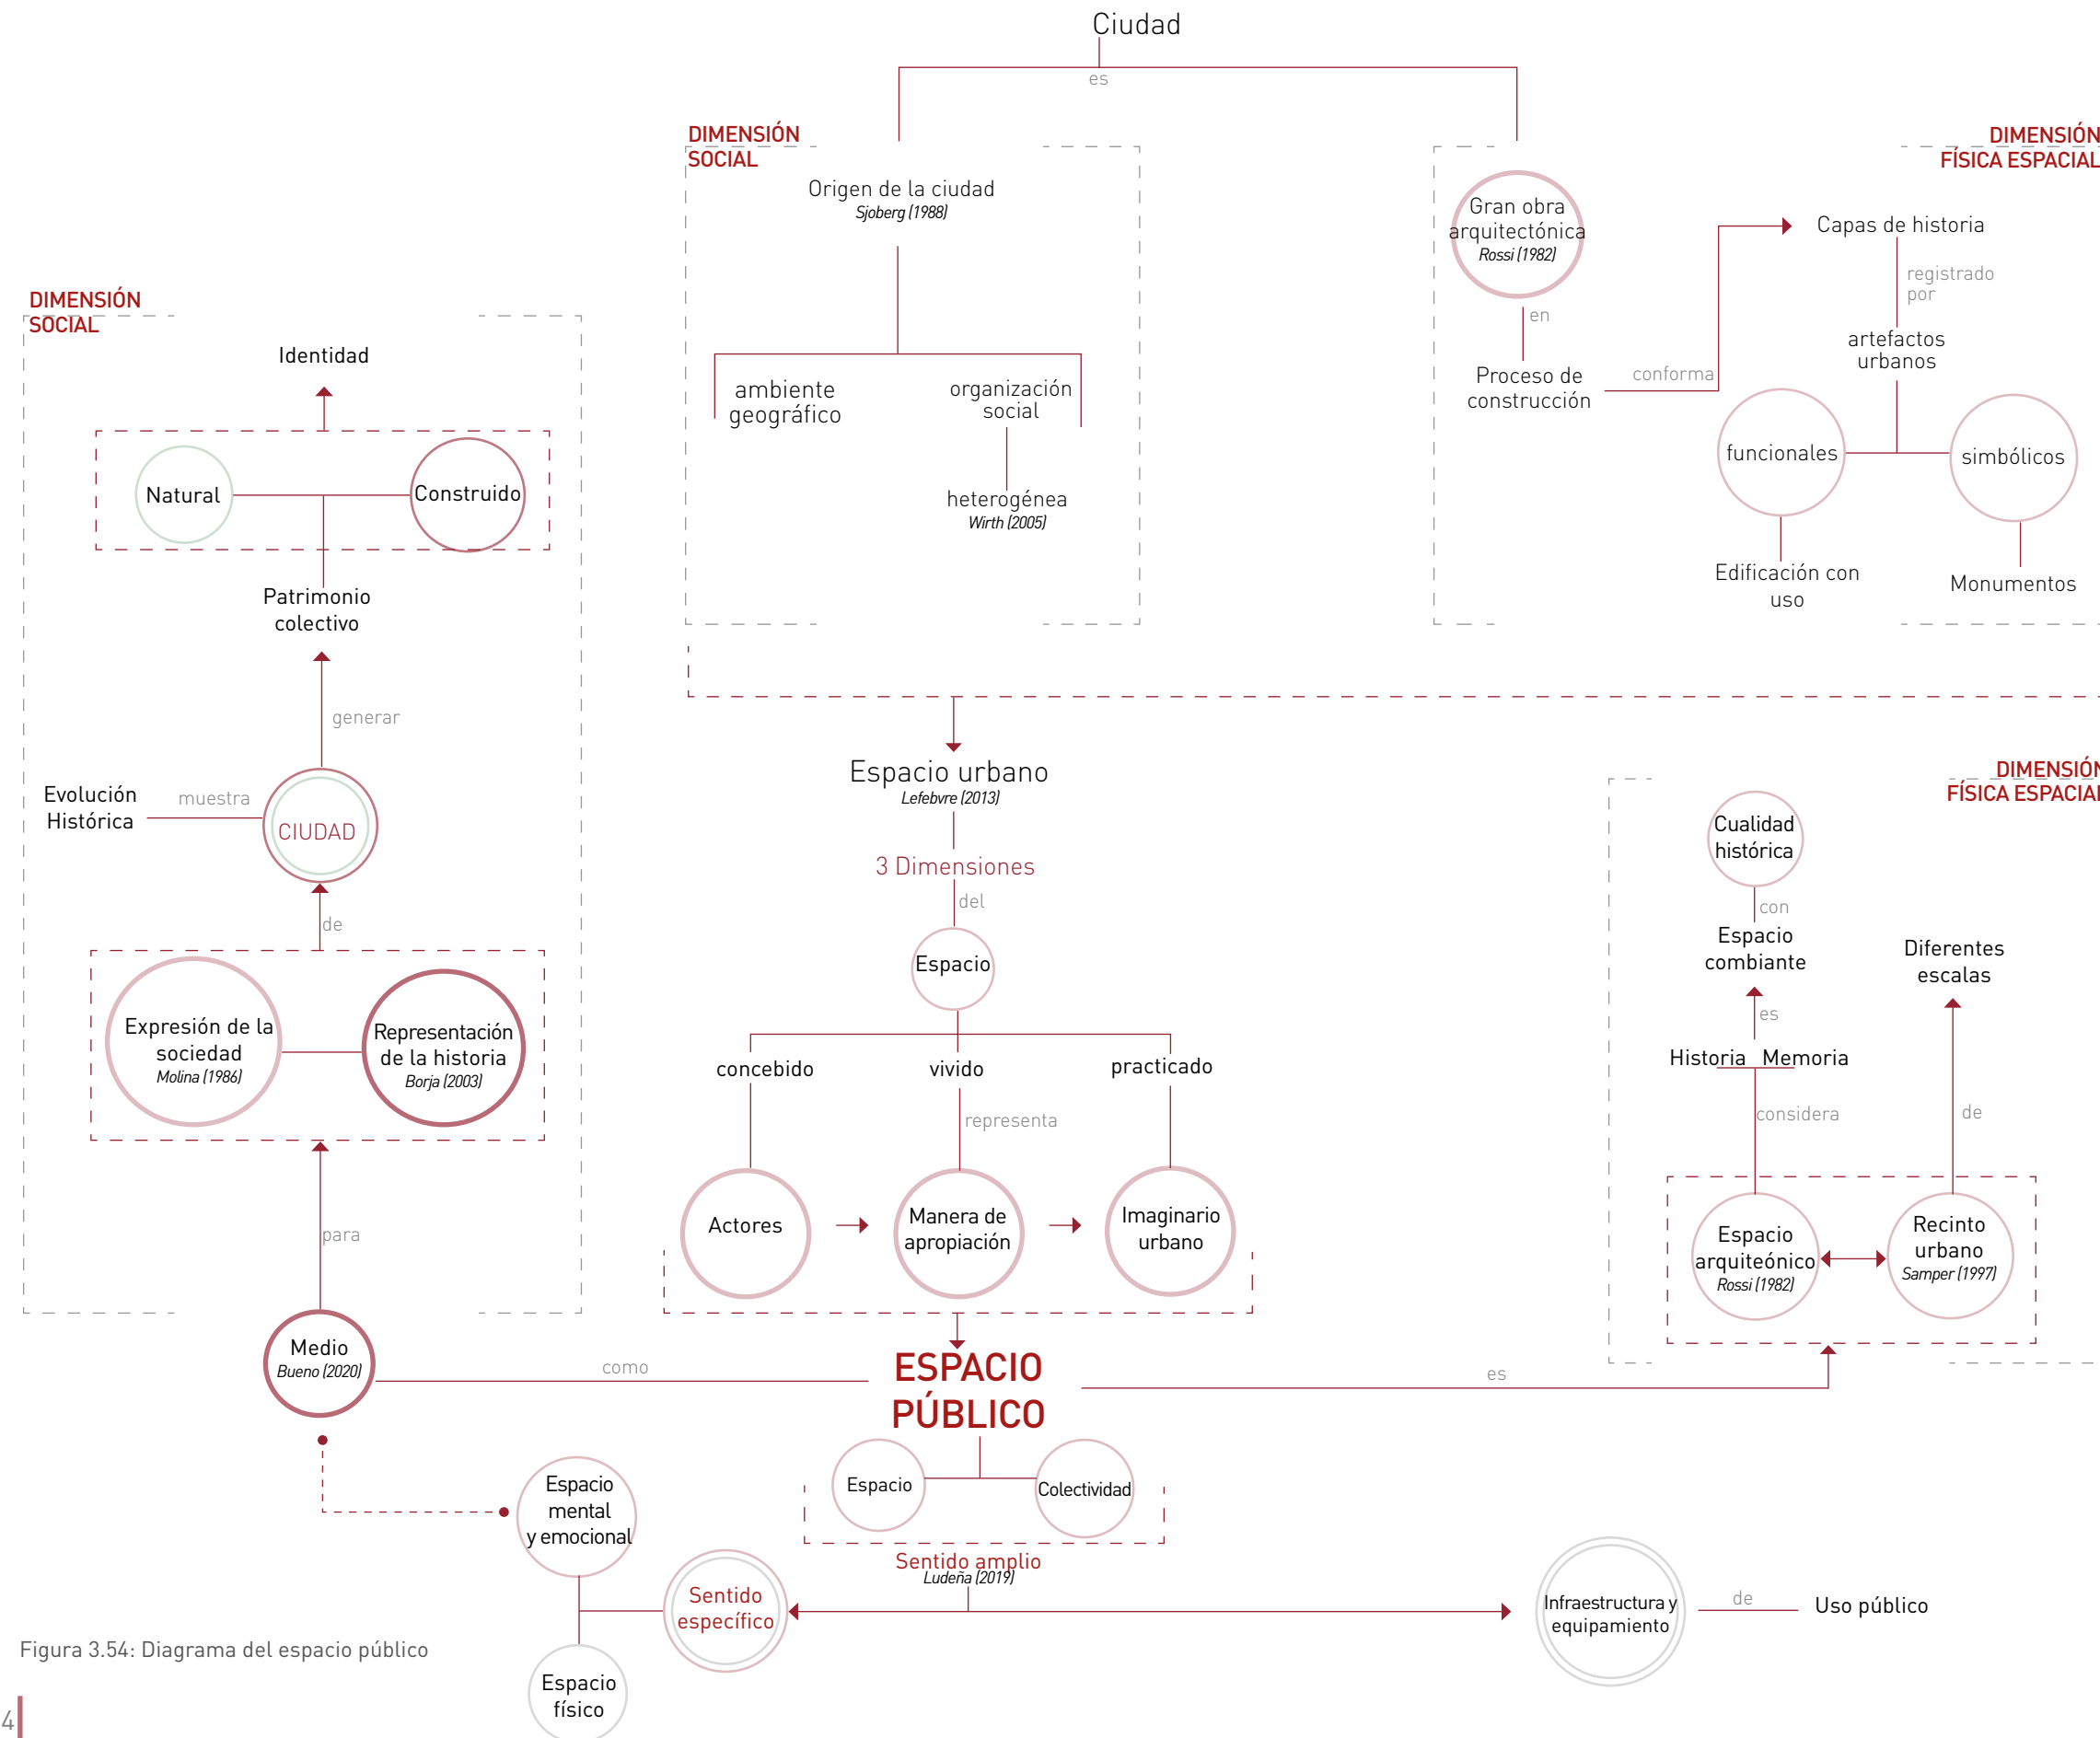 Ciudad
es
DIMENSIÓN
SOCIAL
Origen de la ciudad
Sjoberg (1988)
ambiente
geográfico
organización
social
heterogénea
Wirth (2005)
DIMENSIÓN
FÍSICA ESPACIAL
Gran obra
arquitectónica
Rossi (1982)
en
Proceso de
construcción
conforma
Capas de historia
registrado
por
artefactos
urbanos
funcionales
simbólicos
Edificación con
uso
Monumentos
DIMENSIÓN
SOCIAL
Identidad
Natural
Construido
Patrimonio
colectivo
generar
Evolución
Histórica
muestra
CIUDAD
de
Expresión de la
sociedad
Molina (1986)
Representación
de la historia
Borja (2003)
para
Medio
Bueno (2020)
como
Espacio urbano
Lefebvre (2013)
3 Dimensiones
del
Espacio
concebido
vivido
practicado
representa
Actores
Manera de
apropiación
Imaginario
urbano
ESPACIO
PÚBLICO
es
DIMENSIÓN
FÍSICA ESPACIAL
Cualidad
histórica
con
Espacio
combiante
es
Historia Memoria
considera
Diferentes
escalas
de
Espacio
arquiteónico
Rossi (1982)
Recinto
urbano
Samper (1997)
Espacio
Colectividad
Sentido amplio
Ludeña (2019)
Espacio
mental
y emocional
Sentido
específico
Espacio
físico
Infraestructura y
equipamiento
de
Uso público
Figura 3.54: Diagrama del espacio público
4